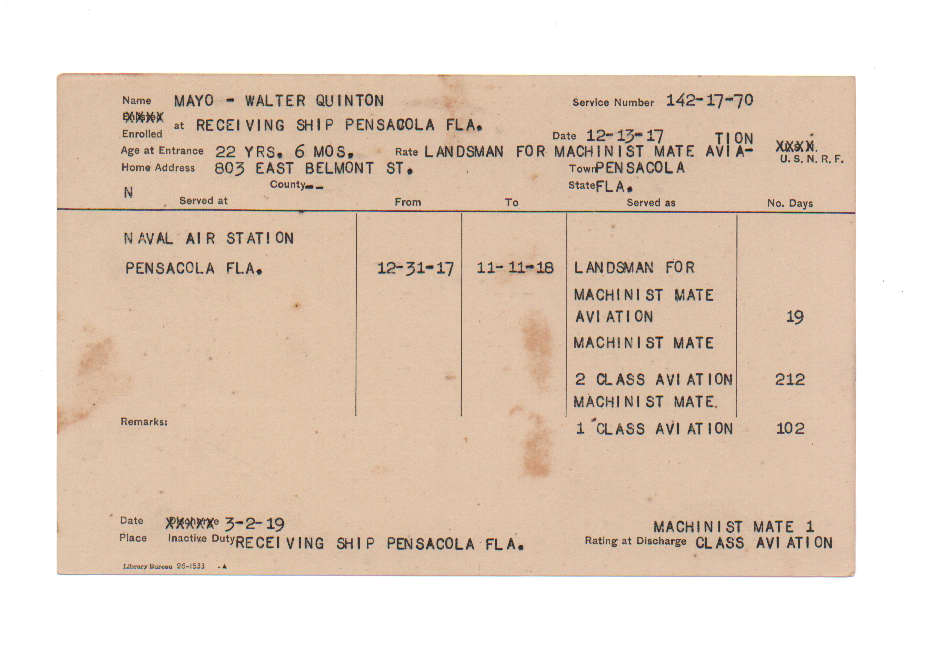 Name MAYO - WALTER QUINTON Service Number 142-17-70
XXXX
Enrolled at RECEIVING SHIP PENSACOLA FLA. Date 12-13-17 TION XXXX.
Age at Entrance 22 YRS. 6 MOS. Rate LANDSMAN FOR MACHINIST MATE AVIA- U.S.N.R.F.
Home Address 803 EAST BELMONT ST. Town PENSACOLA
N County-- State FLA.
Served at From To Served as No. Days
NAVAL AIR STATION
PENSACOLA FLA. 12-31-17 11-11-18 LANDSMAN FOR
MACHINIST MATE
AVIATION 19
MACHINIST MATE
2 CLASS AVIATION 212
MACHINIST MATE.
Remarks: 1 CLASS AVIATION 102
Date XXXXX 3-2-19 MACHINIST MATE 1
Place Inactive Duty RECEIVING SHIP PENSACOLA FLA. Rating at Discharge CLASS AVIATION
Library Bureau 26-1533 .A